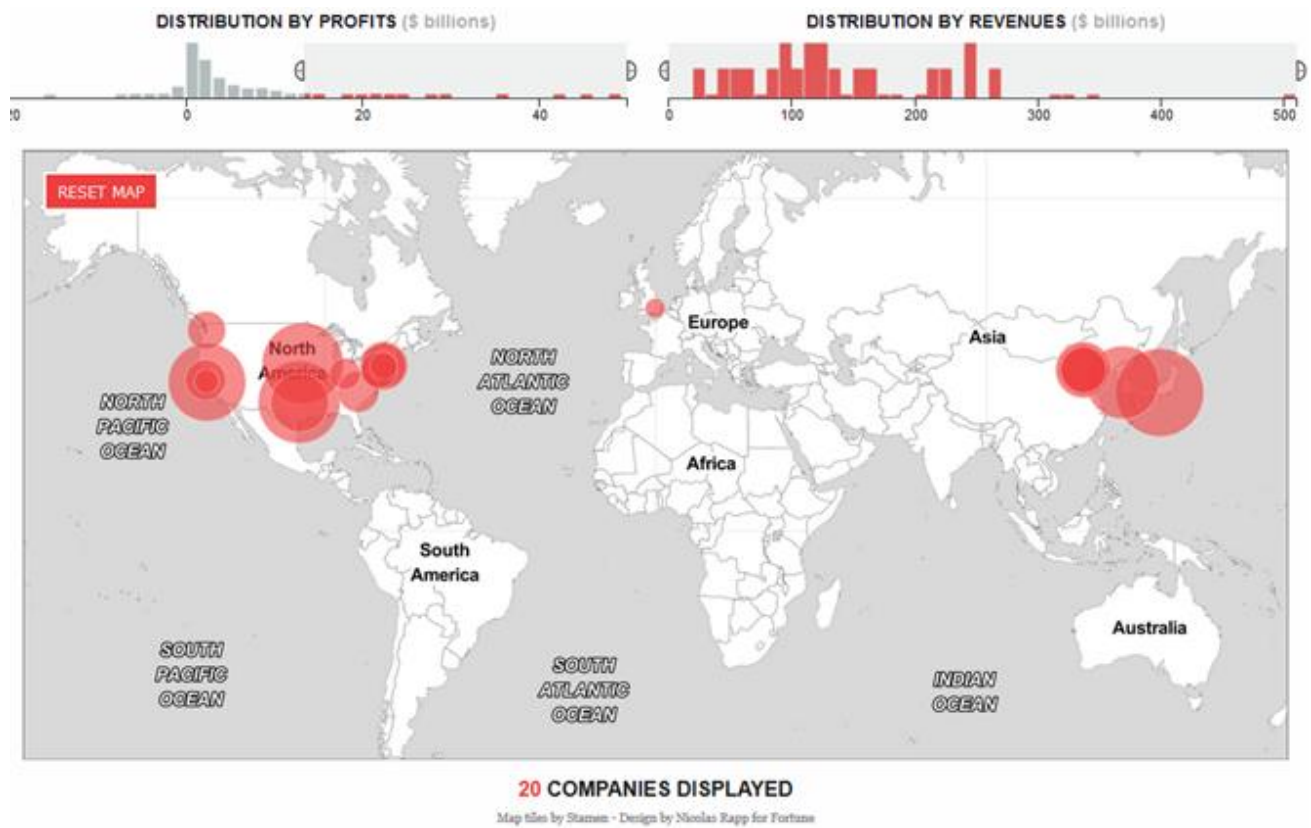 DISTRIBUTION BY PROFITS ($ billions)
DISTRIBUTION BY REVENUES ($ billions)
20 0 20 40
0 100 200 300 400 500
RESET MAP
North
America
NORTH
PACIFIC
OCEAN
NORTH
ATLANTIC
OCEAN
Europe
Asia
Africa
South
America
Australia
SOUTH
PACIFIC
OCEAN
SOUTH
ATLANTIC
OCEAN
INDIAN
OCEAN
20 COMPANIES DISPLAYED
Map tiles by Stamen - Design by Nicolas Rapp for Fortune